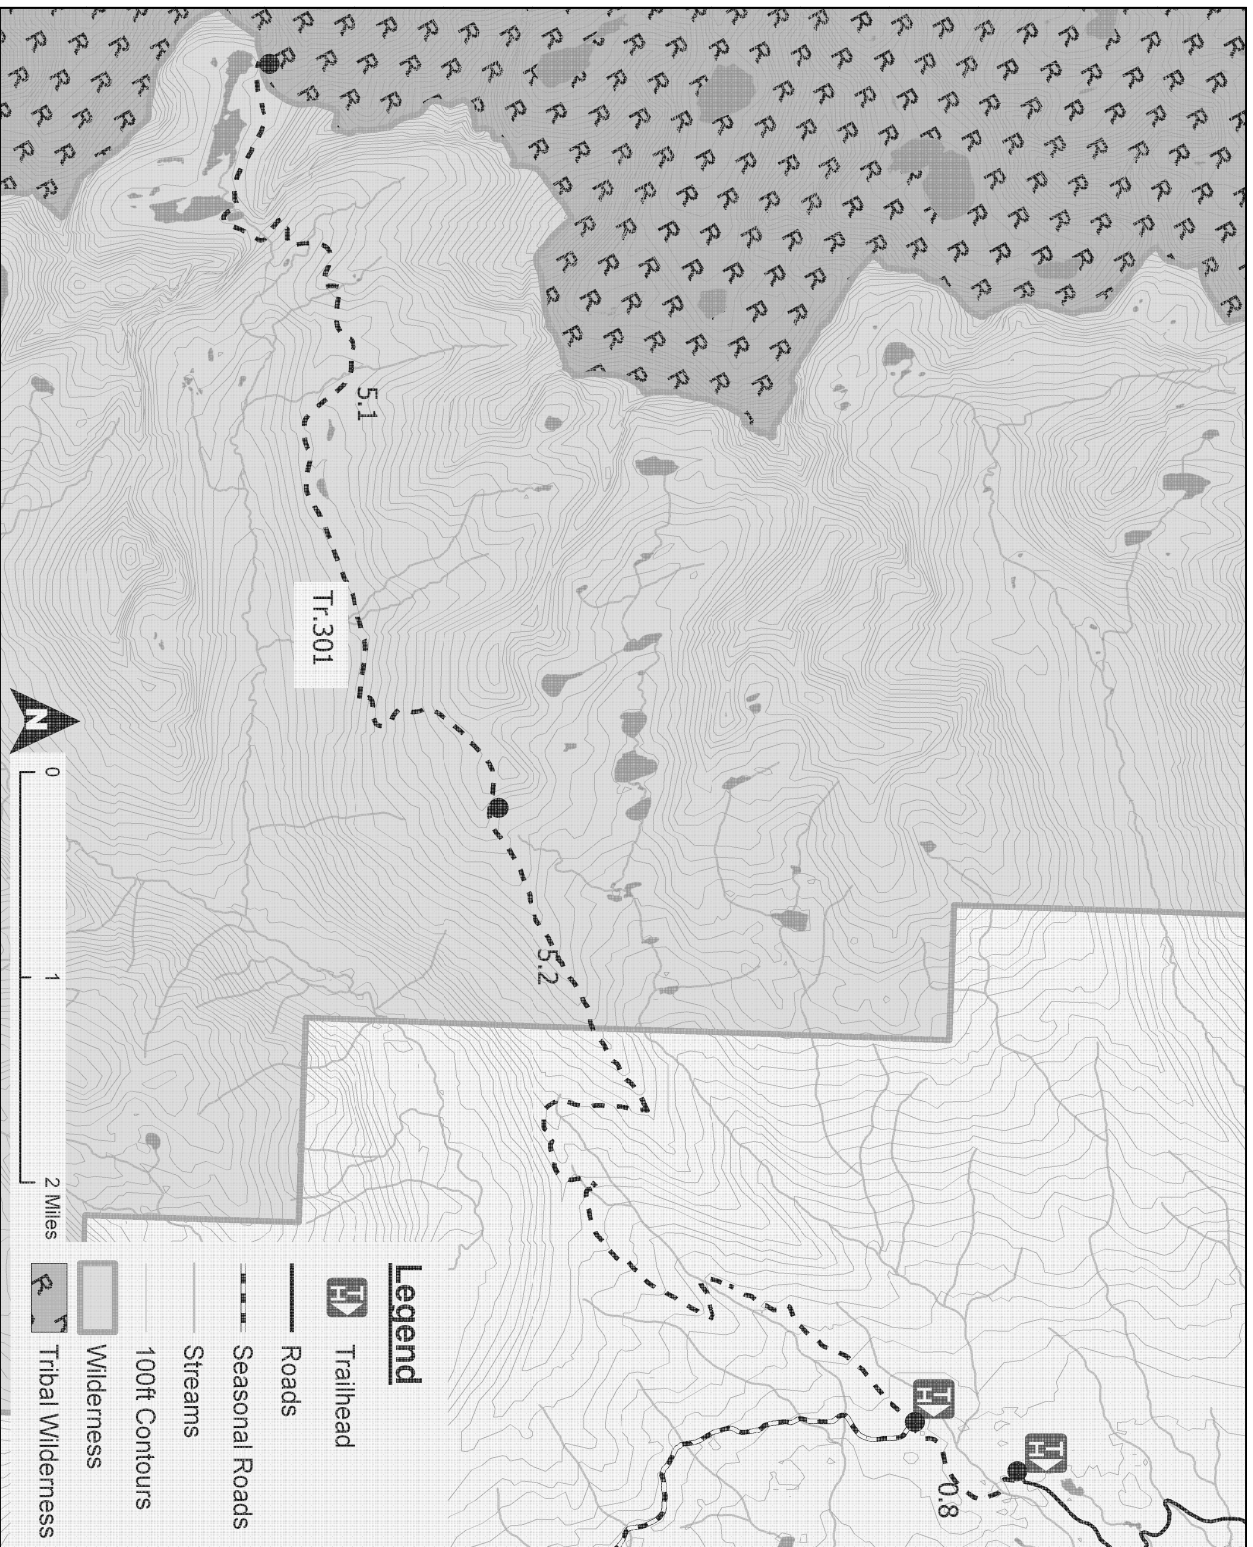 5.1
Tr.301
5.2
0.8
N
0 1 2 Miles
Legend
Trailhead
Roads
Seasonal Roads
Streams
100ft Contours
Wilderness
R
Tribal Wilderness